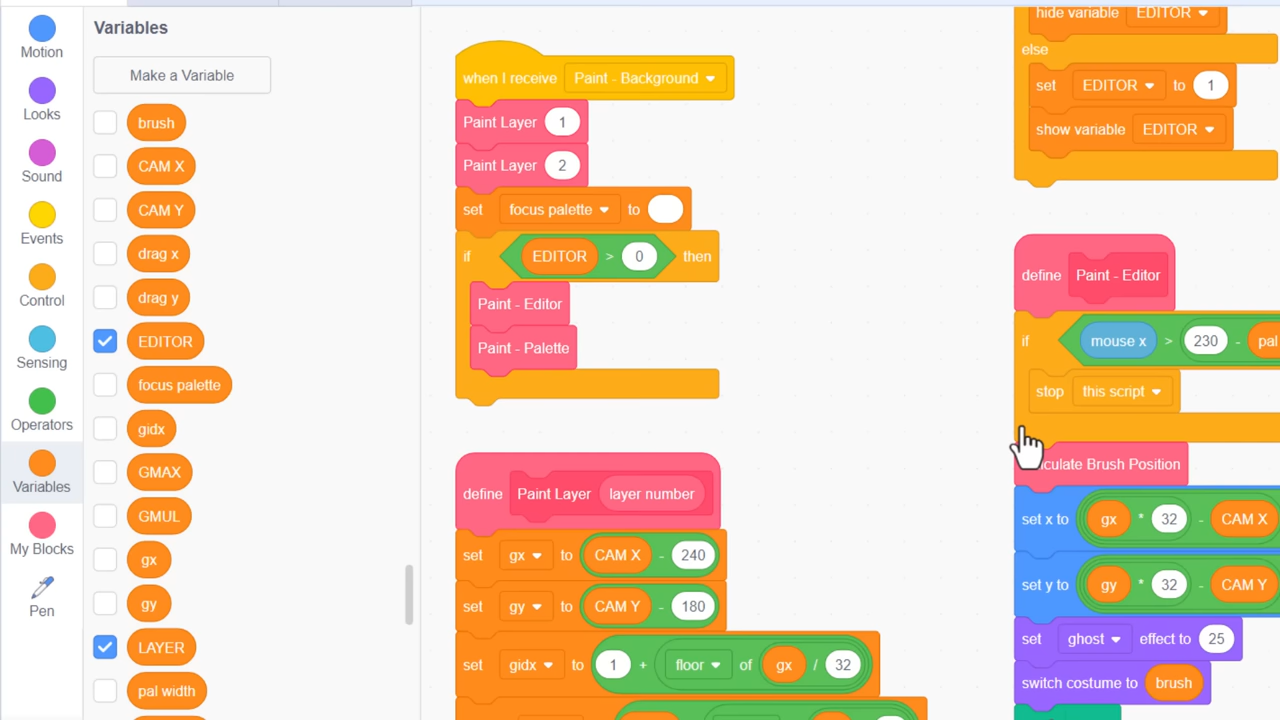 Motion
Looks
Sound
Events
Control
Sensing
Operators
Variables
My Blocks
Pen
Variables
Make a Variable
brush
CAM X
CAM Y
drag x
drag y
EDITOR
focus palette
gidx
GMAX
GMUL
gx
gy
LAYER
pal width
when I receive Paint - Background
Paint Layer 1
Paint Layer 2
set focus palette to
if EDITOR > 0 then
Paint - Editor
Paint - Palette
define Paint Layer layer number
set gx to CAM X - 240
set gy to CAM Y - 180
set gidx to 1 + floor of gx / 32
hide variable EDITOR
else
set EDITOR to 1
show variable EDITOR
define Paint - Editor
if mouse x > 230 - pal
stop this script
Brush Position
set x to gx * 32 - CAM X
set y to gy * 32 - CAM Y
set ghost effect to 25
switch costume to brush